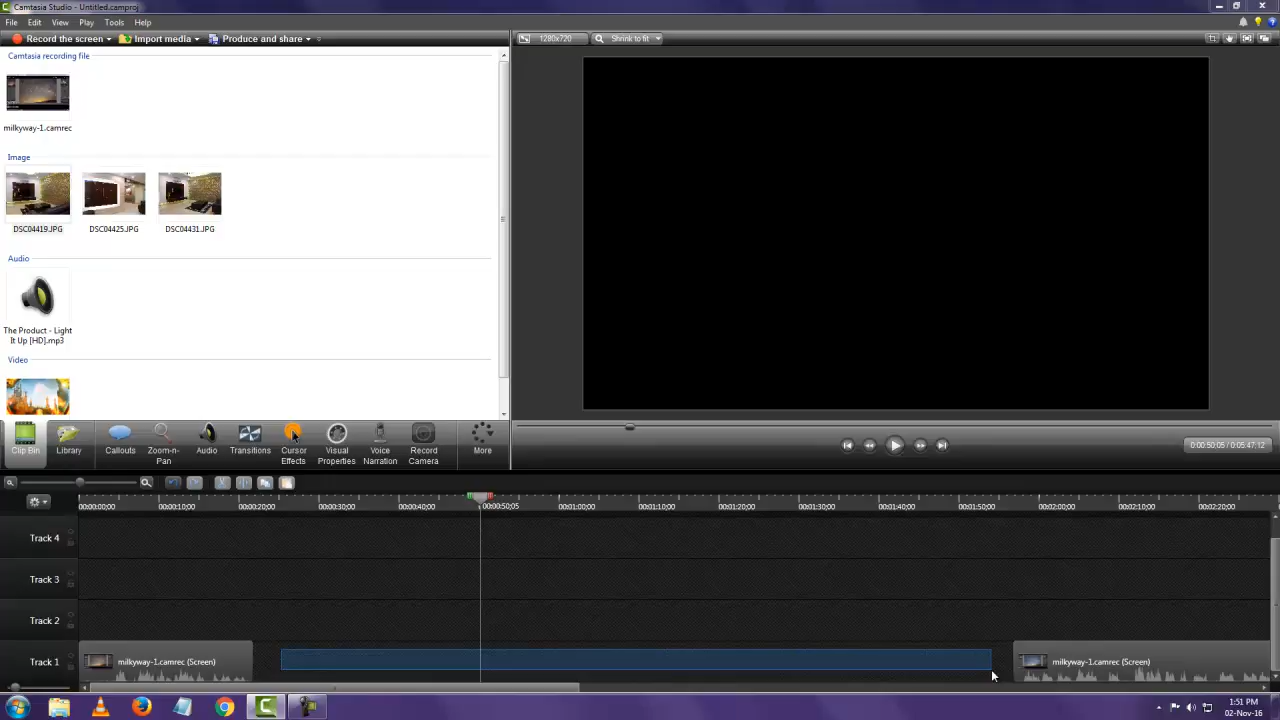 Camtasia Studio - Untitled.camproj
File Edit View Play Tools Help
Record the screen Import media Produce and share
1280x720 Shrink to fit
Camtasia recording file
milkyway-1.camrec
Image
DSC04419.JPG DSC04425.JPG DSC04431.JPG
Audio
The Product - Light
It Up [HD].mp3
Video
Clip Bin Library Callouts Zoom-n-
Pan Audio Transitions Cursor
Effects Visual
Properties Voice
Narration Record
Camera More
0:00:50;05 / 0:05:47;12
00:00:00;00 00:00:10;00 00:00:20;00 00:00:30;00 00:00:40;00 00:00:50;05 00:01:00;00 00:01:10;00 00:01:20;00 00:01:30;00 00:01:40;00 00:01:50;00 00:02:00;00 00:02:10;00 00:02:20;00
Track 4
Track 3
Track 2
Track 1 milkyway-1.camrec (Screen) milkyway-1.camrec (Screen)
1:51 PM
02-Nov-16